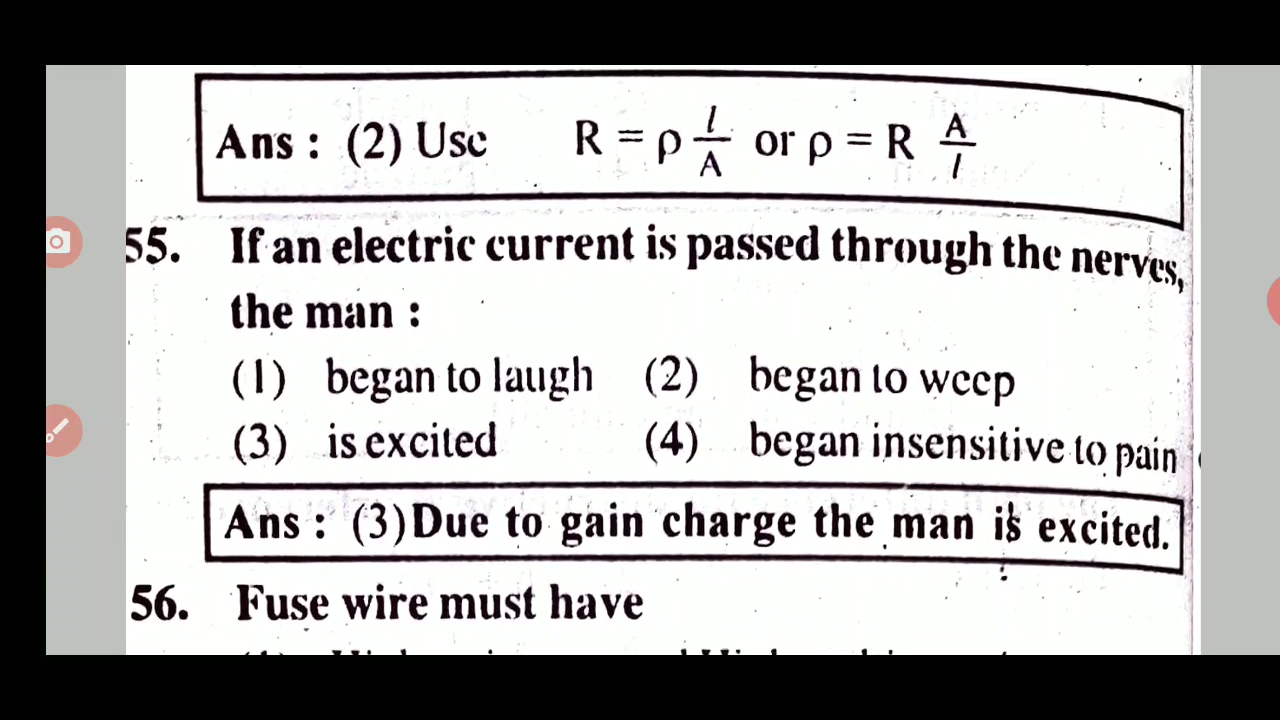 Ans : (2) Use R = ρ l/A or ρ = R A/l
55. If an electric current is passed through the nerves,
the man :
(1) began to laugh (2) began to weep
(3) is excited (4) began insensitive to pain
Ans : (3) Due to gain charge the man is excited.
56. Fuse wire must have